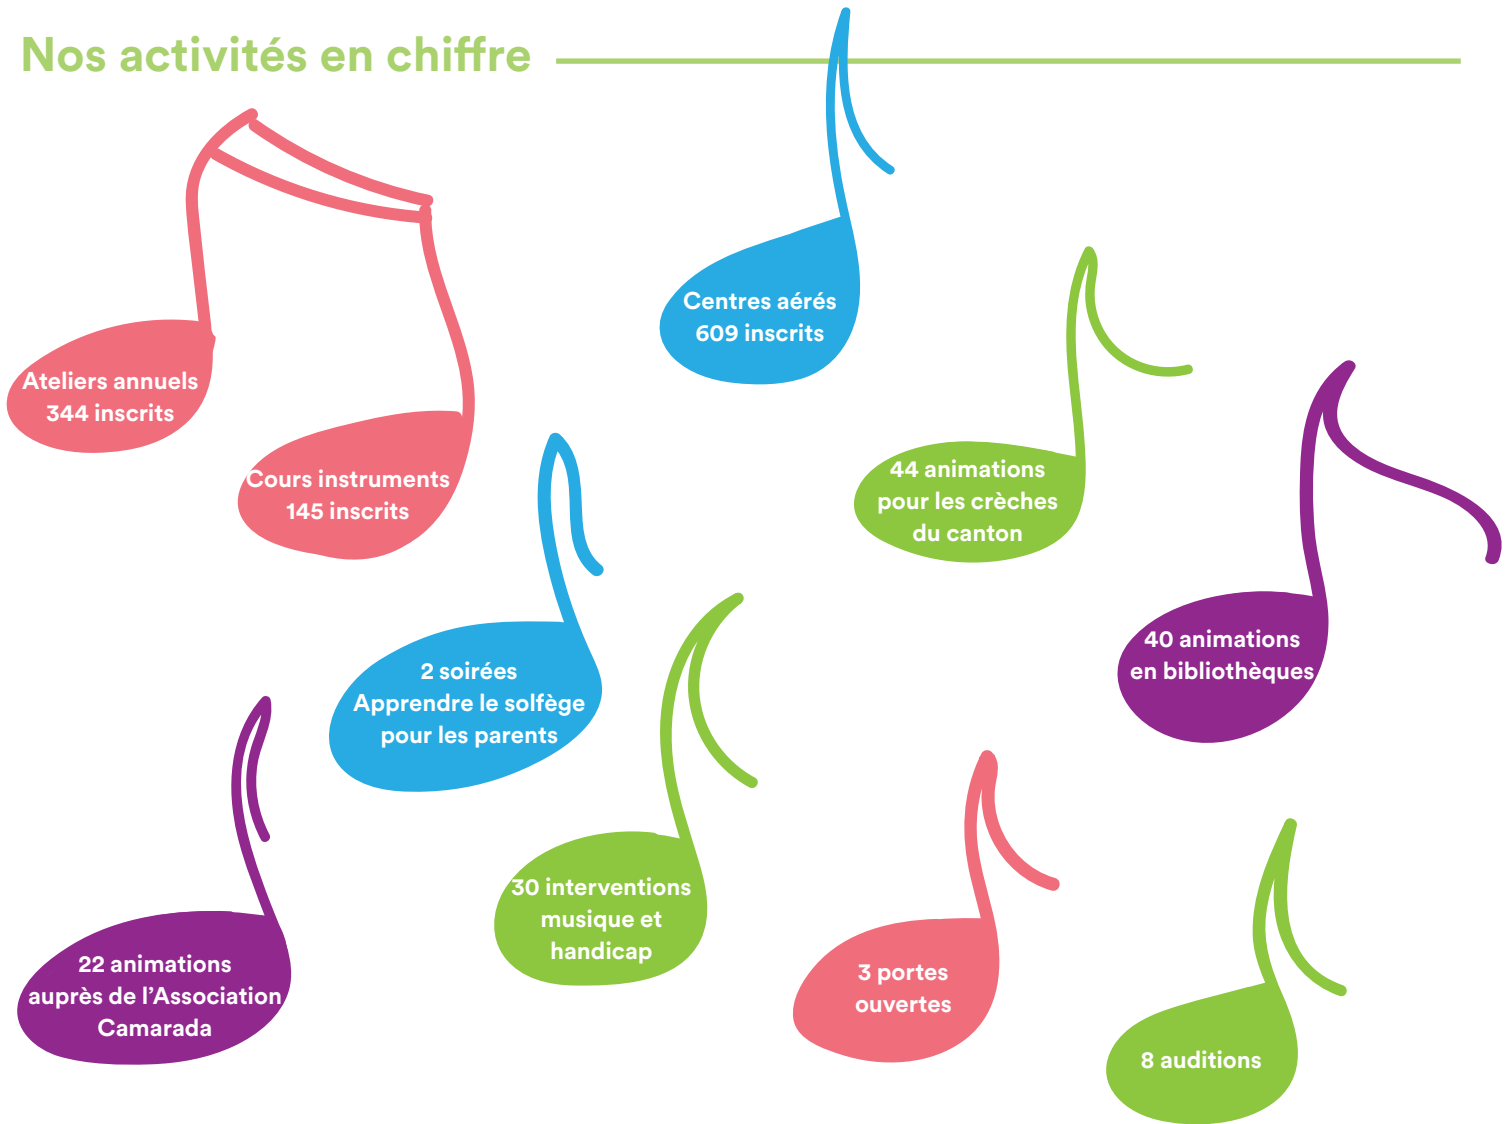 Nos activités en chiffre
Ateliers annuels
344 inscrits
Cours instruments
145 inscrits
Centres aérés
609 inscrits
44 animations
pour les crèches
du canton
40 animations
en bibliothèques
2 soirées
Apprendre le solfège
pour les parents
30 interventions
musique et
handicap
22 animations
auprès de l’Association
Camarada
3 portes
ouvertes
8 auditions